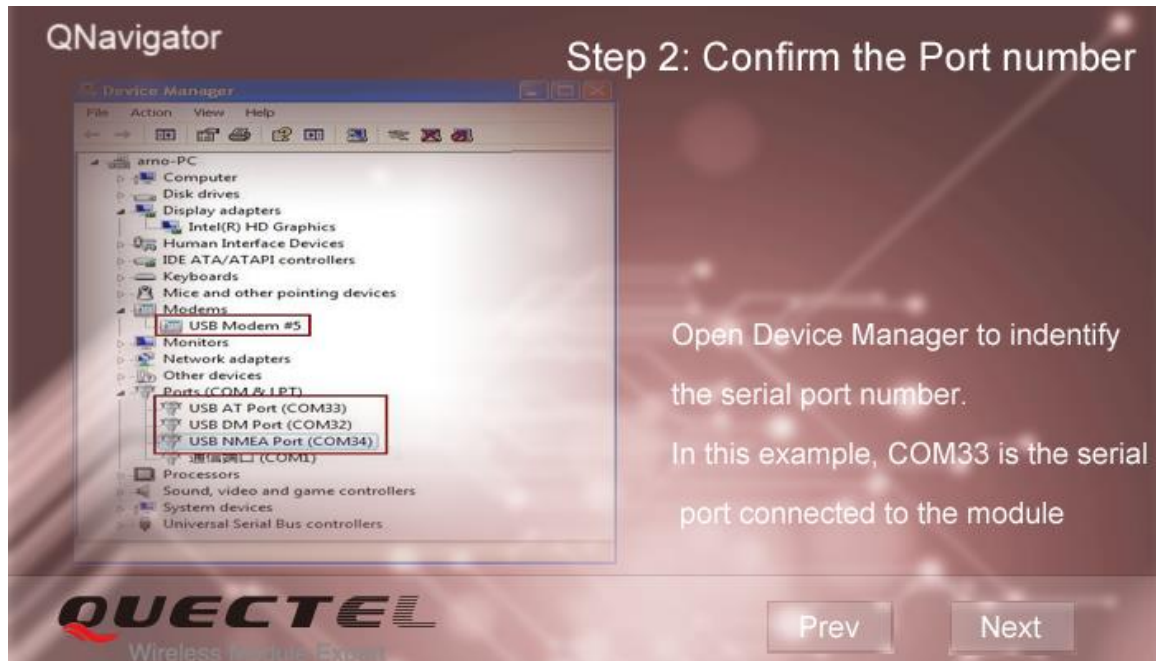 QNavigator
Step 2: Confirm the Port number
Device Manager
File Action View Help
arno-PC
Computer
Disk drives
Display adapters
Intel(R) HD Graphics
Human Interface Devices
IDE ATA/ATAPI controllers
Keyboards
Mice and other pointing devices
Modems
USB Modem #5
Monitors
Network adapters
Other devices
Ports (COM & LPT)
USB AT Port (COM33)
USB DM Port (COM32)
USB NMEA Port (COM34)
通信端口 (COM1)
Processors
Sound, video and game controllers
System devices
Universal Serial Bus controllers
Open Device Manager to indentify
the serial port number.
In this example, COM33 is the serial
port connected to the module
QUECTEL
Wireless Module Expert
Prev Next